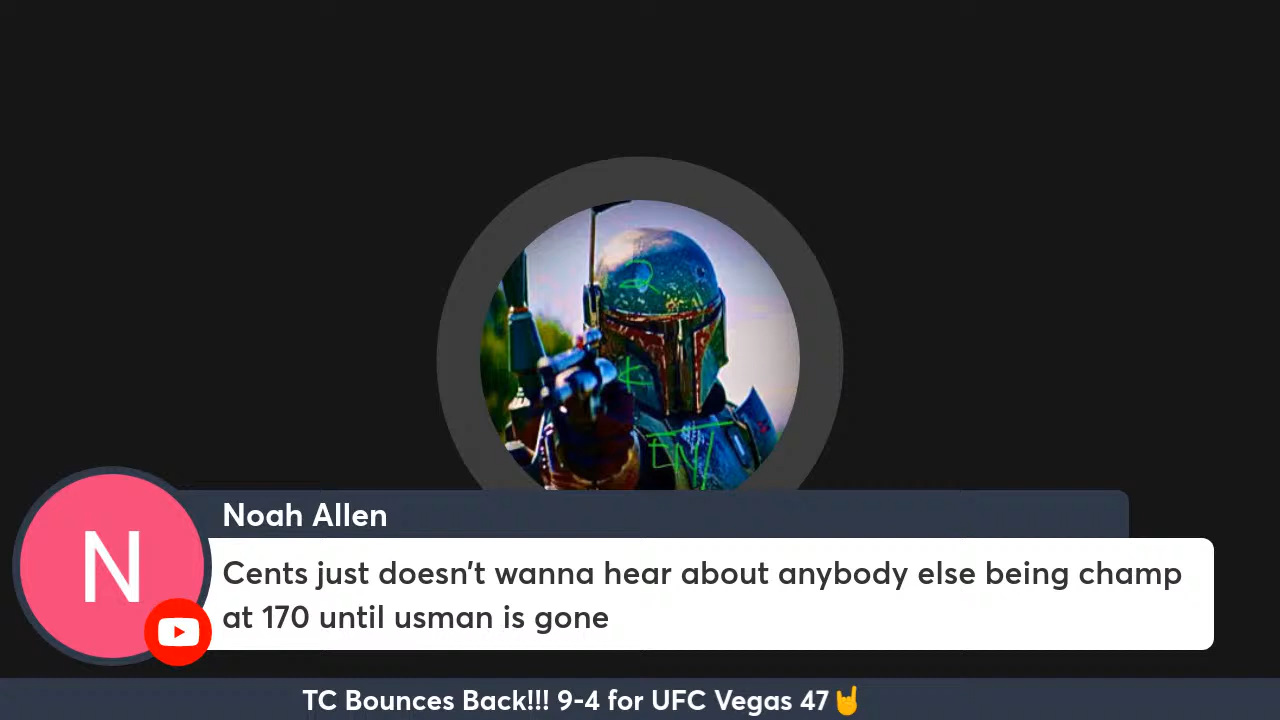 Noah Allen
N
Cents just doesn't wanna hear about anybody else being champ
at 170 until usman is gone
TC Bounces Back!!! 9-4 for UFC Vegas 47🤘